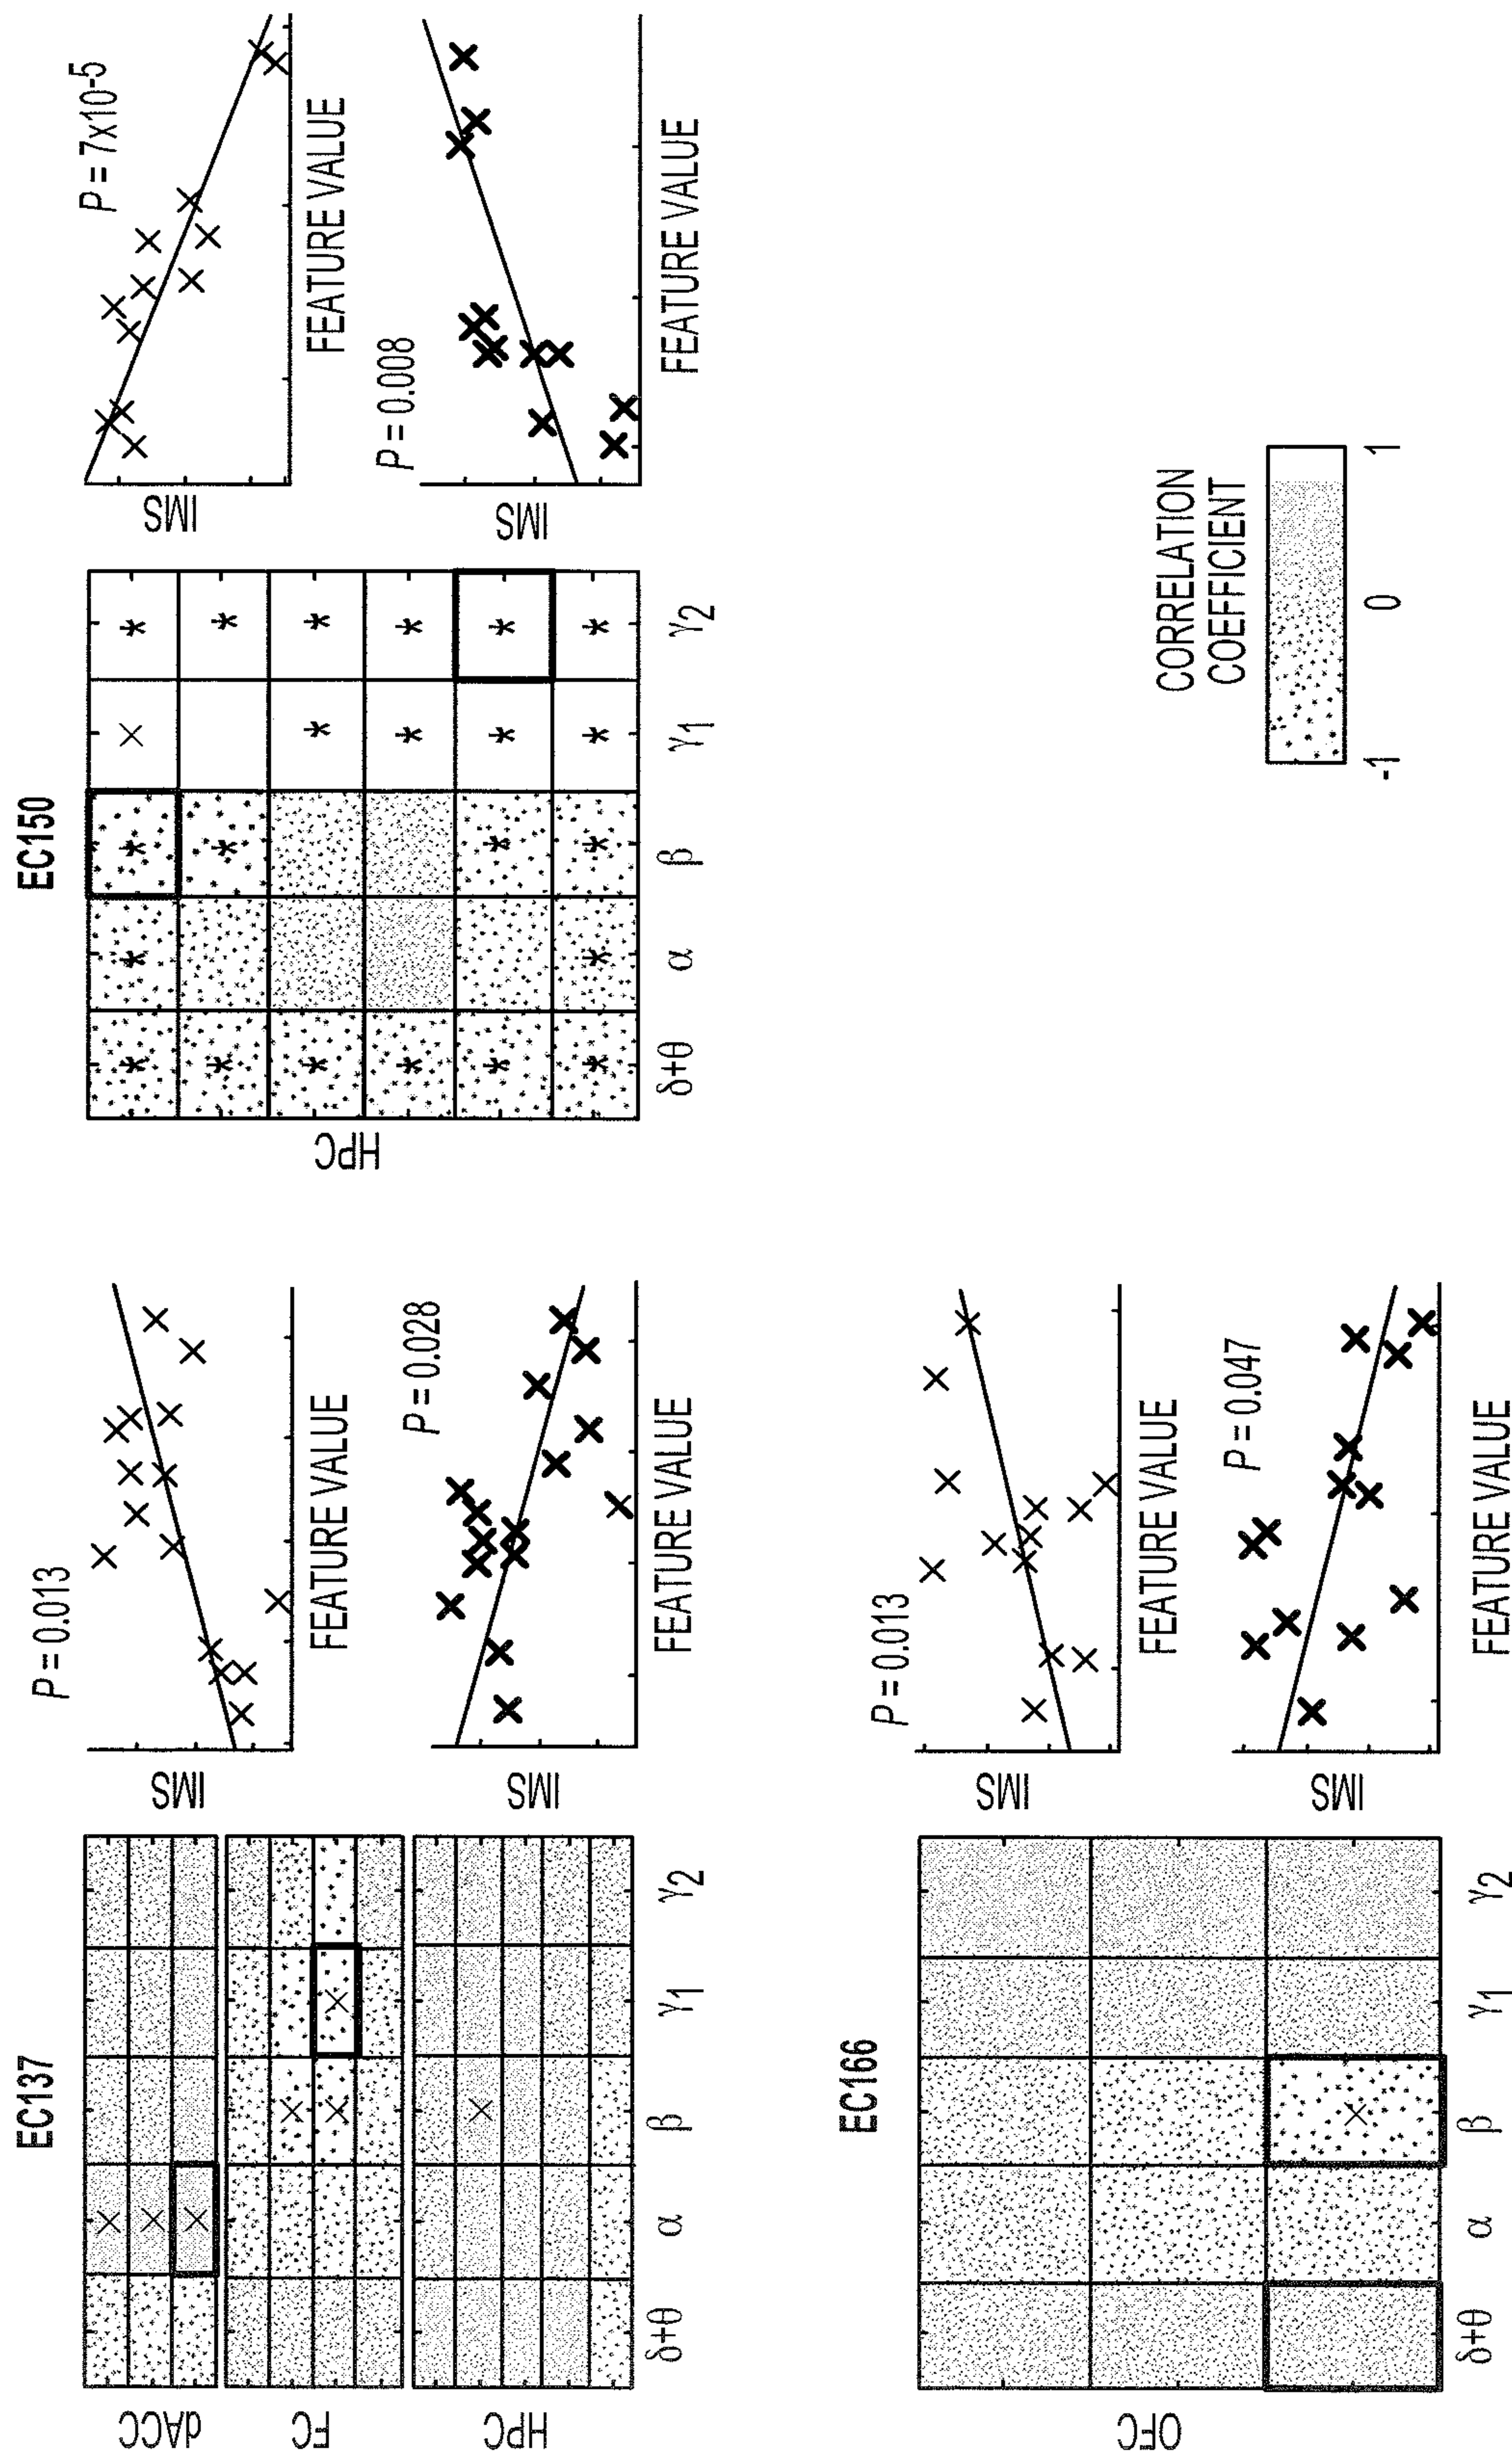 EC137
dACC
FC
HPC
δ+θ α β γ1 γ2
IMS
P = 0.013
FEATURE VALUE
IMS
P = 0.028
FEATURE VALUE
EC150
HPC
δ+θ α β γ1 γ2
IMS
P = 7x10-5
FEATURE VALUE
IMS
P = 0.008
FEATURE VALUE
EC166
OFC
δ+θ α β γ1 γ2
IMS
P = 0.013
FEATURE VALUE
IMS
P = 0.047
FEATURE VALUE
CORRELATION
COEFFICIENT
-1 0 1